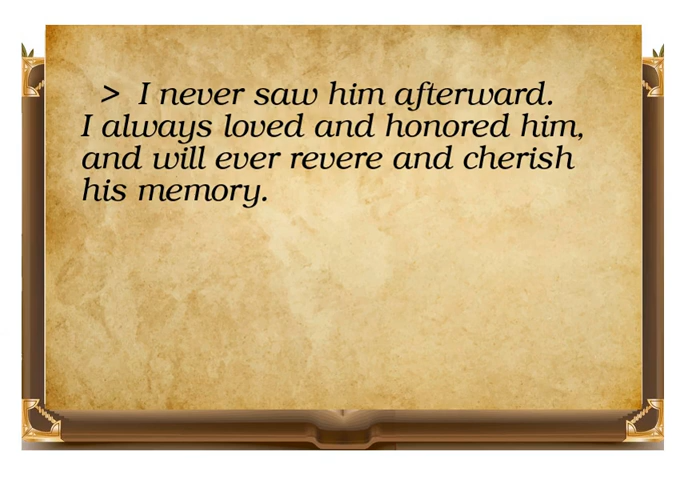 > I never saw him afterward.
I always loved and honored him,
and will ever revere and cherish
his memory.